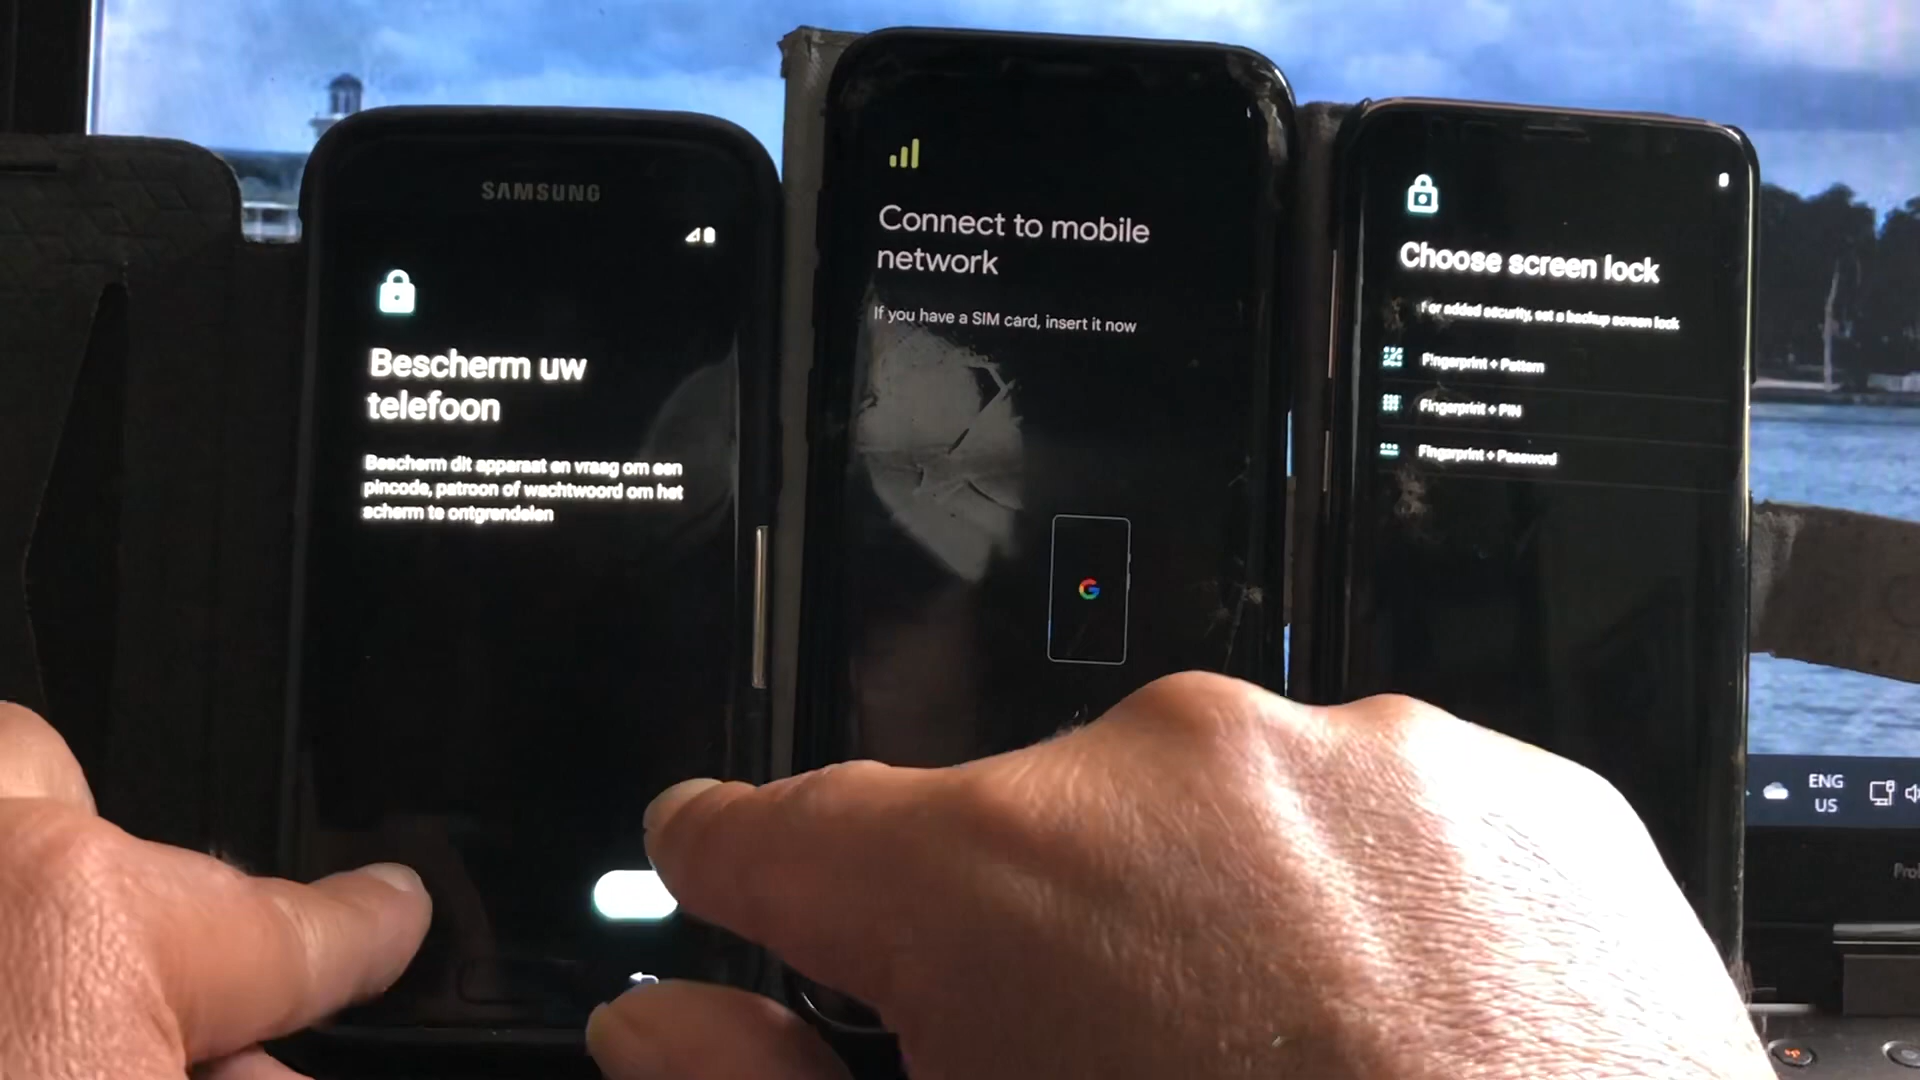 SAMSUNG
Bescherm uw
telefoon
Bescherm dit apparaat en vraag om een
pincode, patroon of wachtwoord om het
scherm te ontgrendelen
Connect to mobile
network
If you have a SIM card, insert it now
G
Choose screen lock
For added security, set a backup screen lock
Fingerprint + Pattern
Fingerprint + PIN
Fingerprint + Password
ENG
US